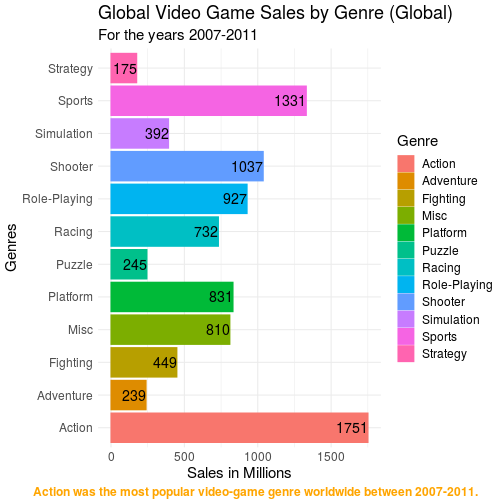 Global Video Game Sales by Genre (Global)
For the years 2007-2011
Genres
Strategy 175
Sports 1331
Simulation 392
Shooter 1037
Role-Playing 927
Racing 732
Puzzle 245
Platform 831
Misc 810
Fighting 449
Adventure 239
Action 1751
0 500 1000 1500
Sales in Millions
Genre
Action
Adventure
Fighting
Misc
Platform
Puzzle
Racing
Role-Playing
Shooter
Simulation
Sports
Strategy
Action was the most popular video-game genre worldwide between 2007-2011.